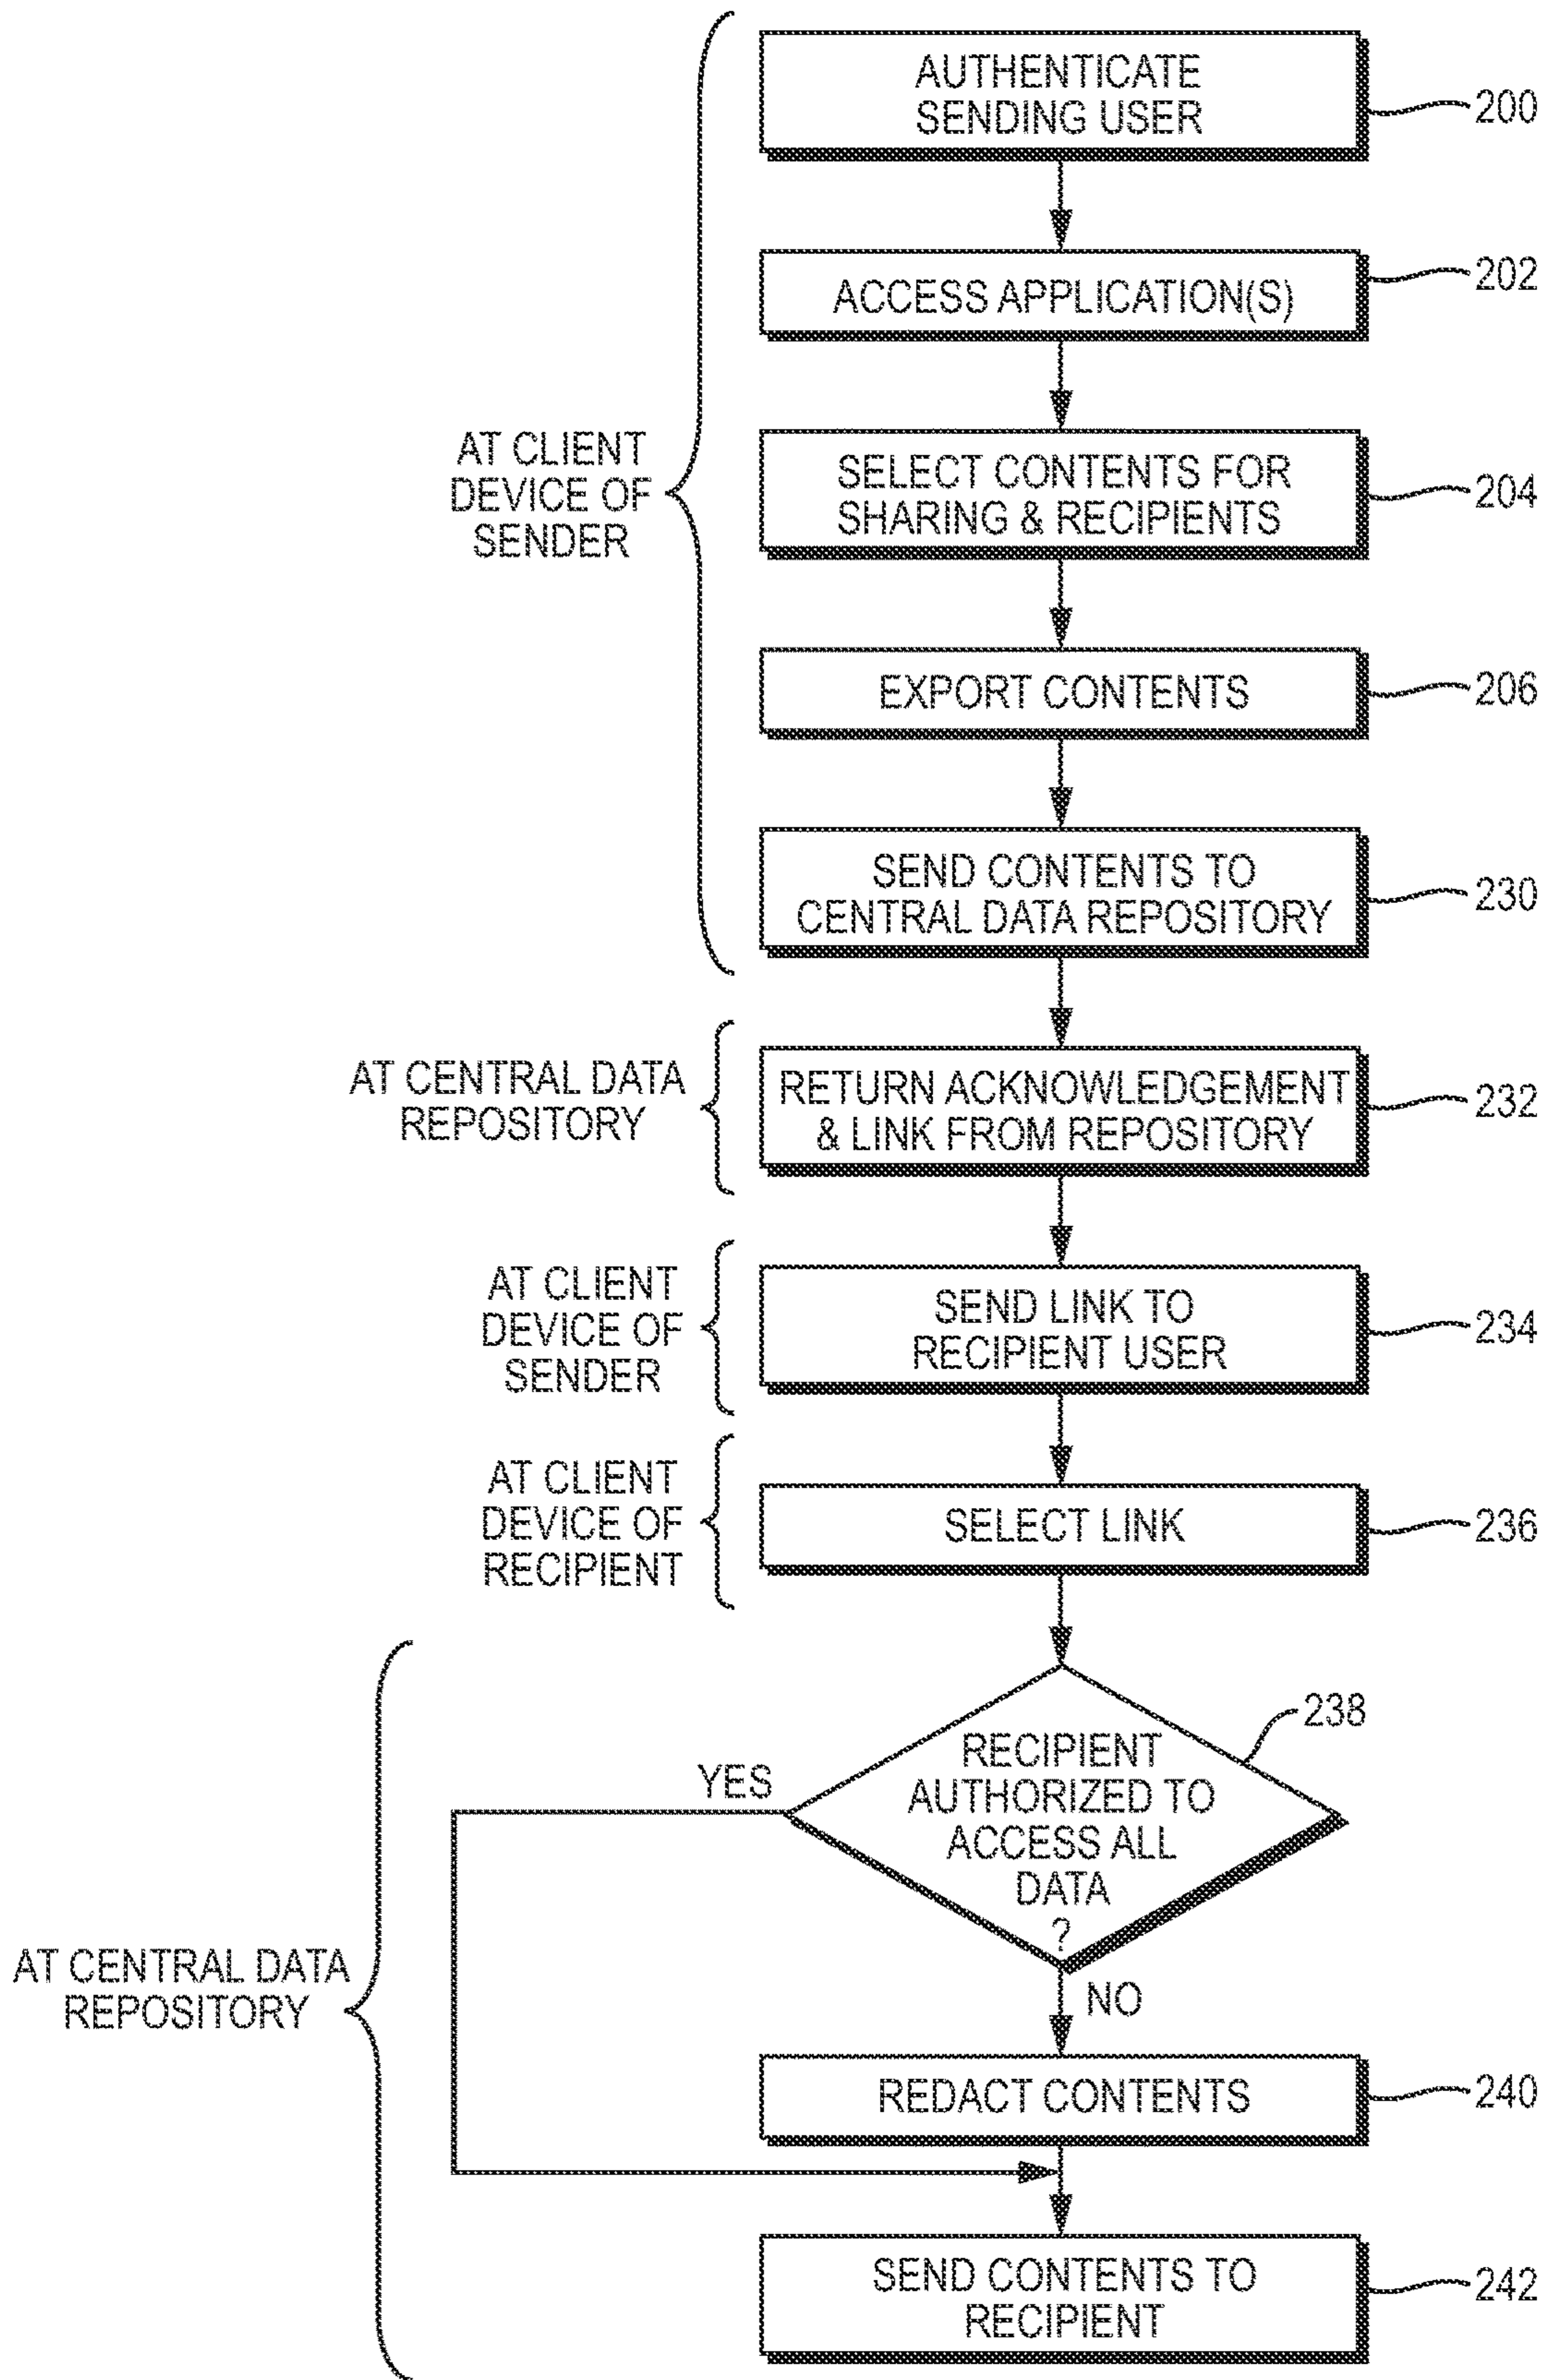 AUTHENTICATE
SENDING USER
200
ACCESS APPLICATION(S)
202
AT CLIENT
DEVICE OF
SENDER
SELECT CONTENTS FOR
SHARING & RECIPIENTS
204
EXPORT CONTENTS
206
SEND CONTENTS TO
CENTRAL DATA REPOSITORY
230
AT CENTRAL DATA
REPOSITORY
RETURN ACKNOWLEDGEMENT
& LINK FROM REPOSITORY
232
AT CLIENT
DEVICE OF
SENDER
SEND LINK TO
RECIPIENT USER
234
AT CLIENT
DEVICE OF
RECIPIENT
SELECT LINK
236
238
YES
RECIPIENT
AUTHORIZED TO
ACCESS ALL
DATA
?
NO
AT CENTRAL DATA
REPOSITORY
REDACT CONTENTS
240
SEND CONTENTS TO
RECIPIENT
242